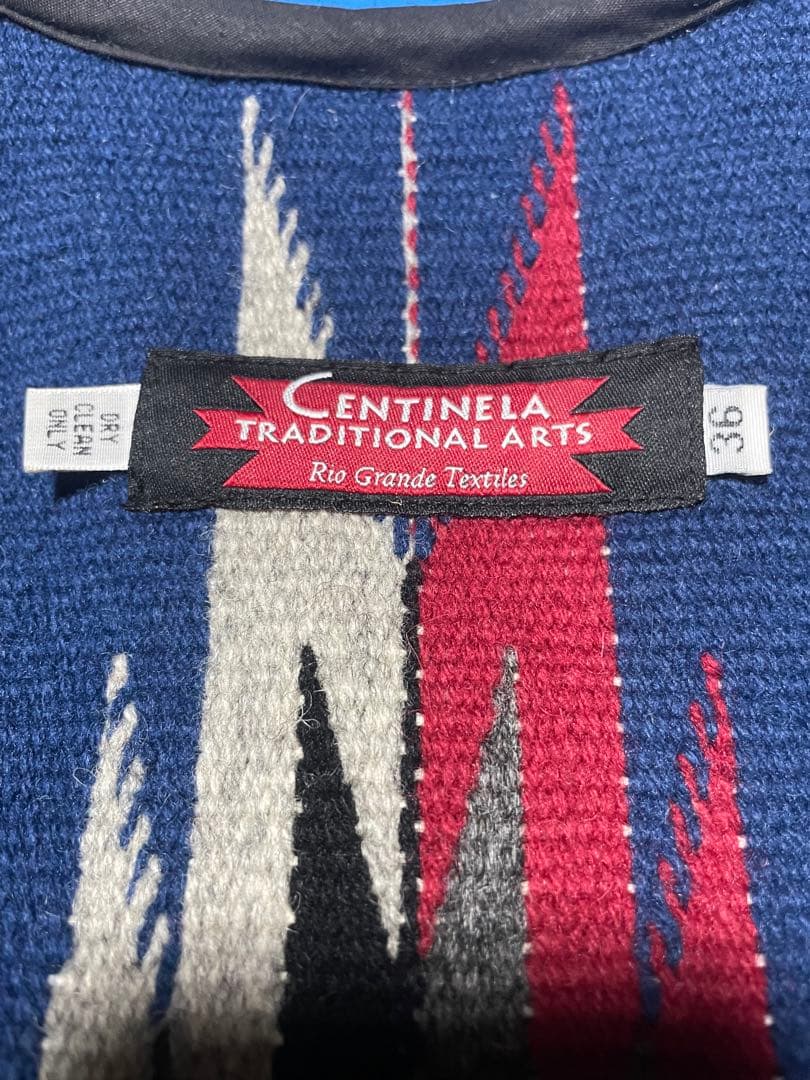 CENTINELA
TRADITIONAL ARTS
Rio Grande Textiles
DRY
CLEAN
ONLY
36